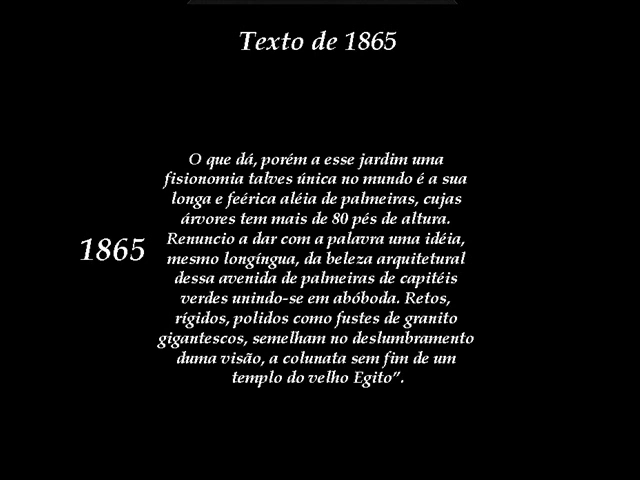 Texto de 1865
O que dá, porém a esse jardim uma
fisionomia talves única no mundo é a sua
longa e feérica aléia de palmeiras, cujas
árvores tem mais de 80 pés de altura.
Renuncio a dar com a palavra uma idéia,
1865
mesmo longíngua, da beleza arquitetural
dessa avenida de palmeiras de capitéis
verdes unindo-se em abóboda. Retos,
rígidos, polidos como fustes de granito
gigantescos, semelham no deslumbramento
duma visão, a colunata sem fim de um
templo do velho Egito”.